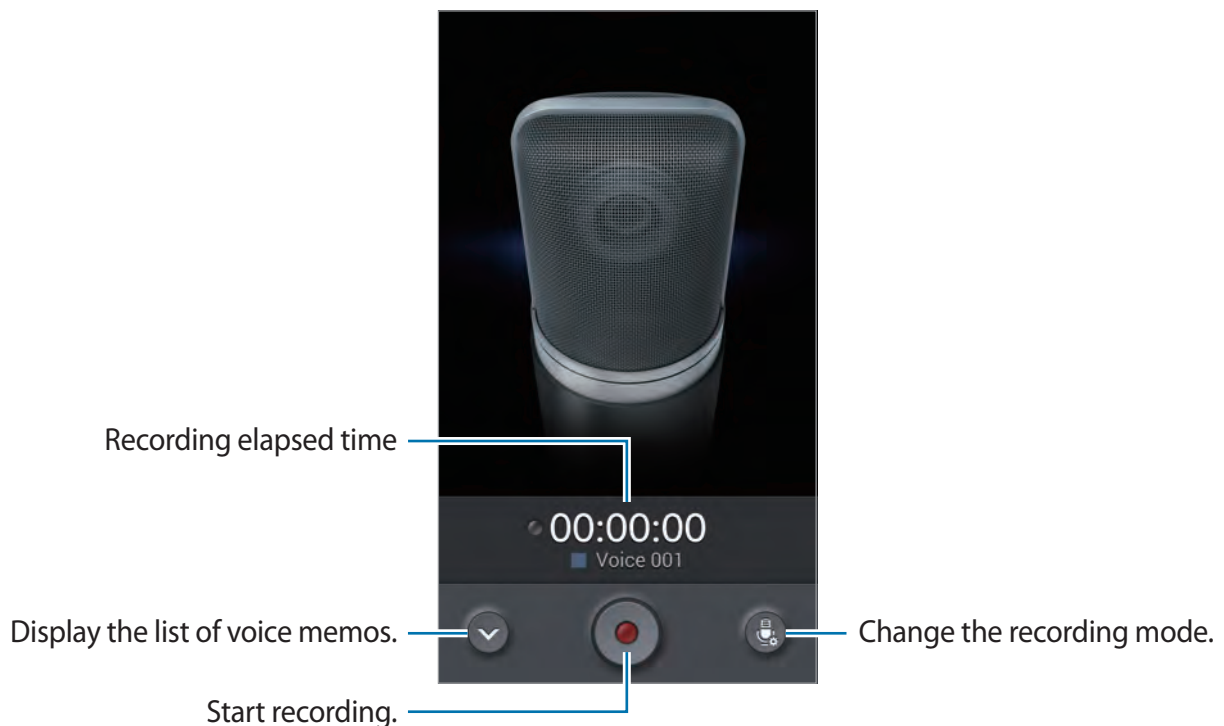 Recording elapsed time
00:00:00
Voice 001
Display the list of voice memos.
Change the recording mode.
Start recording.